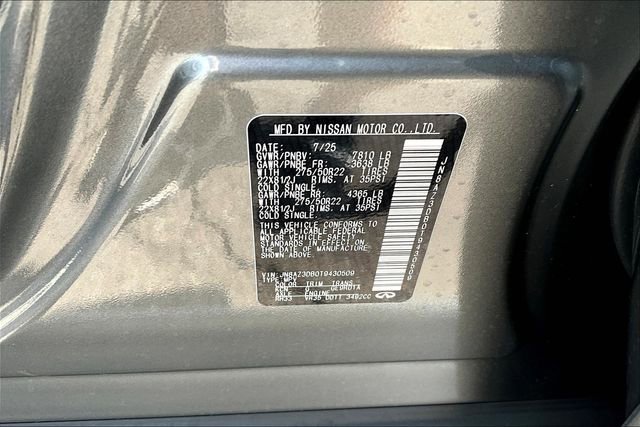 MFD BY NISSAN MOTOR CO.,LTD.
DATE: 7/25
GVWR/PNBV: 7810 LB
GAWR/PNBE FR: 3638 LB
WITH 275/50R22 TIRES
22X8 1/2J RIMS, AT 35PSI
COLD SINGLE.
GAWR/PNBE RR: 4365 LB
WITH 275/50R22 TIRES
22X8 1/2J RIMS, AT 35PSI
COLD SINGLE.
THIS VEHICLE CONFORMS TO
ALL APPLICABLE FEDERAL
MOTOR VEHICLE SAFETY
STANDARDS IN EFFECT ON
THE DATE OF MANUFACTURE
SHOWN ABOVE.
VIN: JN8AZ3DB0T9430509
TYPE: MPV
COLOR TRIM TRANS
AXLE ENGINE
VR35 DDTT 3492CC
JN8AZ3DB0T9430509